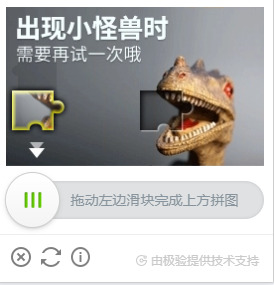 出现小怪兽时
需要再试一次哦
拖动左边滑块完成上方拼图
由极验提供技术支持